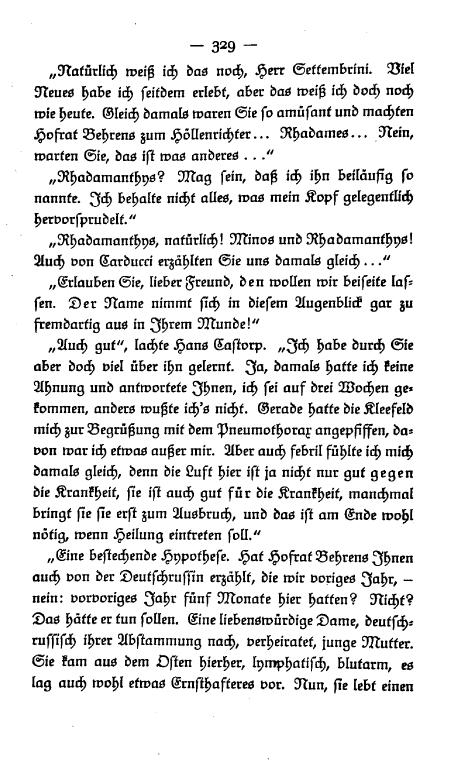 — 329 —
„Natürlich weiß ich das noch, Herr Settembrini. Viel
Neues habe ich seitdem erlebt, aber das weiß ich doch noch
wie heute. Gleich damals waren Sie so amüsant und machten
Hofrat Behrens zum Höllenrichter... Rhadames... Nein,
warten Sie, das ist was anderes ..."
„Rhadamanthys? Mag sein, daß ich ihn beiläufig so
nannte. Ich behalte nicht alles, was mein Kopf gelegentlich
hervorsprudelt."
„Rhadamanthys, natürlich! Minos und Rhadamanthys!
Auch von Carducci erzählten Sie uns damals gleich ..."
„Erlauben Sie, lieber Freund, den wollen wir beiseite las-
sen. Der Name nimmt sich in diesem Augenblick gar zu
fremdartig aus in Ihrem Munde!"
„Auch gut", lachte Hans Castorp. „Ich habe durch Sie
aber doch viel über ihn gelernt. Ja, damals hatte ich keine
Ahnung und antwortete Ihnen, ich sei auf drei Wochen ge-
kommen, anders wußte ich's nicht. Gerade hatte die Kleefeld
mich zur Begrüßung mit dem Pneumothorax angepfiffen, da-
von war ich etwas außer mir. Aber auch febril fühlte ich mich
damals gleich, denn die Luft hier ist ja nicht nur gut gegen
die Krankheit, sie ist auch gut für die Krankheit, manchmal
bringt sie sie erst zum Ausbruch, und das ist am Ende wohl
nötig, wenn Heilung eintreten soll."
„Eine bestechende Hypothese. Hat Hofrat Behrens Ihnen
auch von der Deutschrussin erzählt, die wir voriges Jahr, —
nein: vorvoriges Jahr fünf Monate hier hatten? Nicht?
Das hätte er tun sollen. Eine liebenswürdige Dame, deutsch-
russisch ihrer Abstammung nach, verheiratet, junge Mutter.
Sie kam aus dem Osten hierher, lymphatisch, blutarm, es
lag auch wohl etwas Ernsthafteres vor. Nun, sie lebt einen